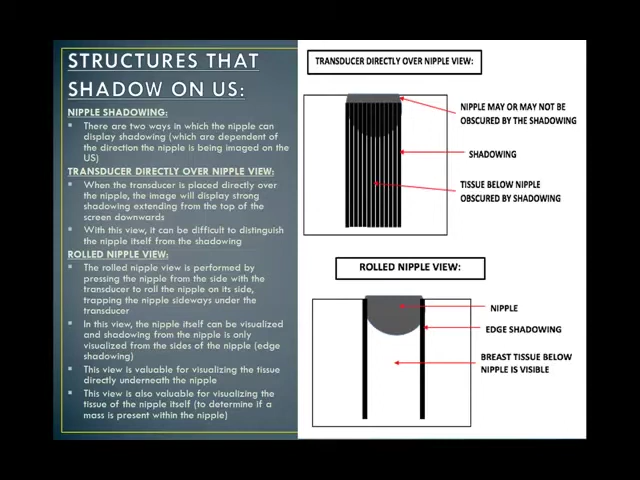 STRUCTURES THAT
SHADOW ON US:
NIPPLE SHADOWING:
There are two ways in which the nipple can
display shadowing (which are dependent of
the direction the nipple is being imaged on the
US)
TRANSDUCER DIRECTLY OVER NIPPLE VIEW:
When the transducer is placed directly over
the nipple, the image will display strong
shadowing extending from the top of the
screen downwards
With this view, it can be difficult to distinguish
the nipple itself from the shadowing
ROLLED NIPPLE VIEW:
The rolled nipple view is performed by
pressing the nipple from the side with the
transducer to roll the nipple on its side,
trapping the nipple sideways under the
transducer
In this view, the nipple itself can be visualized
and shadowing from the nipple is only
visualized from the sides of the nipple (edge
shadowing)
This view is valuable for visualizing the tissue
directly underneath the nipple
This view is also valuable for visualizing the
tissue of the nipple itself (to determine if a
mass is present within the nipple)
TRANSDUCER DIRECTLY OVER NIPPLE VIEW:
NIPPLE MAY OR MAY NOT BE
OBSCURED BY THE SHADOWING
SHADOWING
TISSUE BELOW NIPPLE
OBSCURED BY SHADOWING
ROLLED NIPPLE VIEW:
NIPPLE
EDGE SHADOWING
BREAST TISSUE BELOW
NIPPLE IS VISIBLE